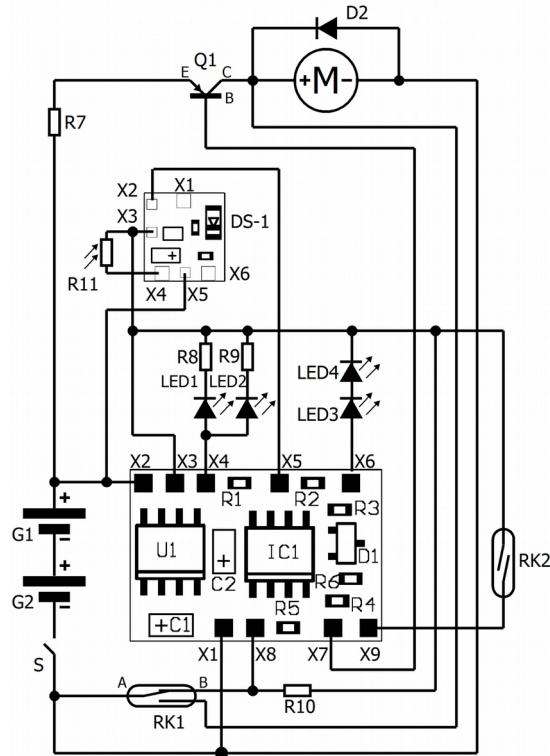 D2
Q1
E C
B
+M-
R7
X2 X1
X3
DS-1
+
R11
X4 X5 X6
R8 R9
LED1 LED2
LED4
LED3
X2 X3 X4 X5 X6
R1 R2
R3
+
G1
-
U1
+
C2
IC1
D1
R6
RK2
+
G2
-
R5 R4
+C1
X1 X8 X7 X9
S
A B
RK1
R10